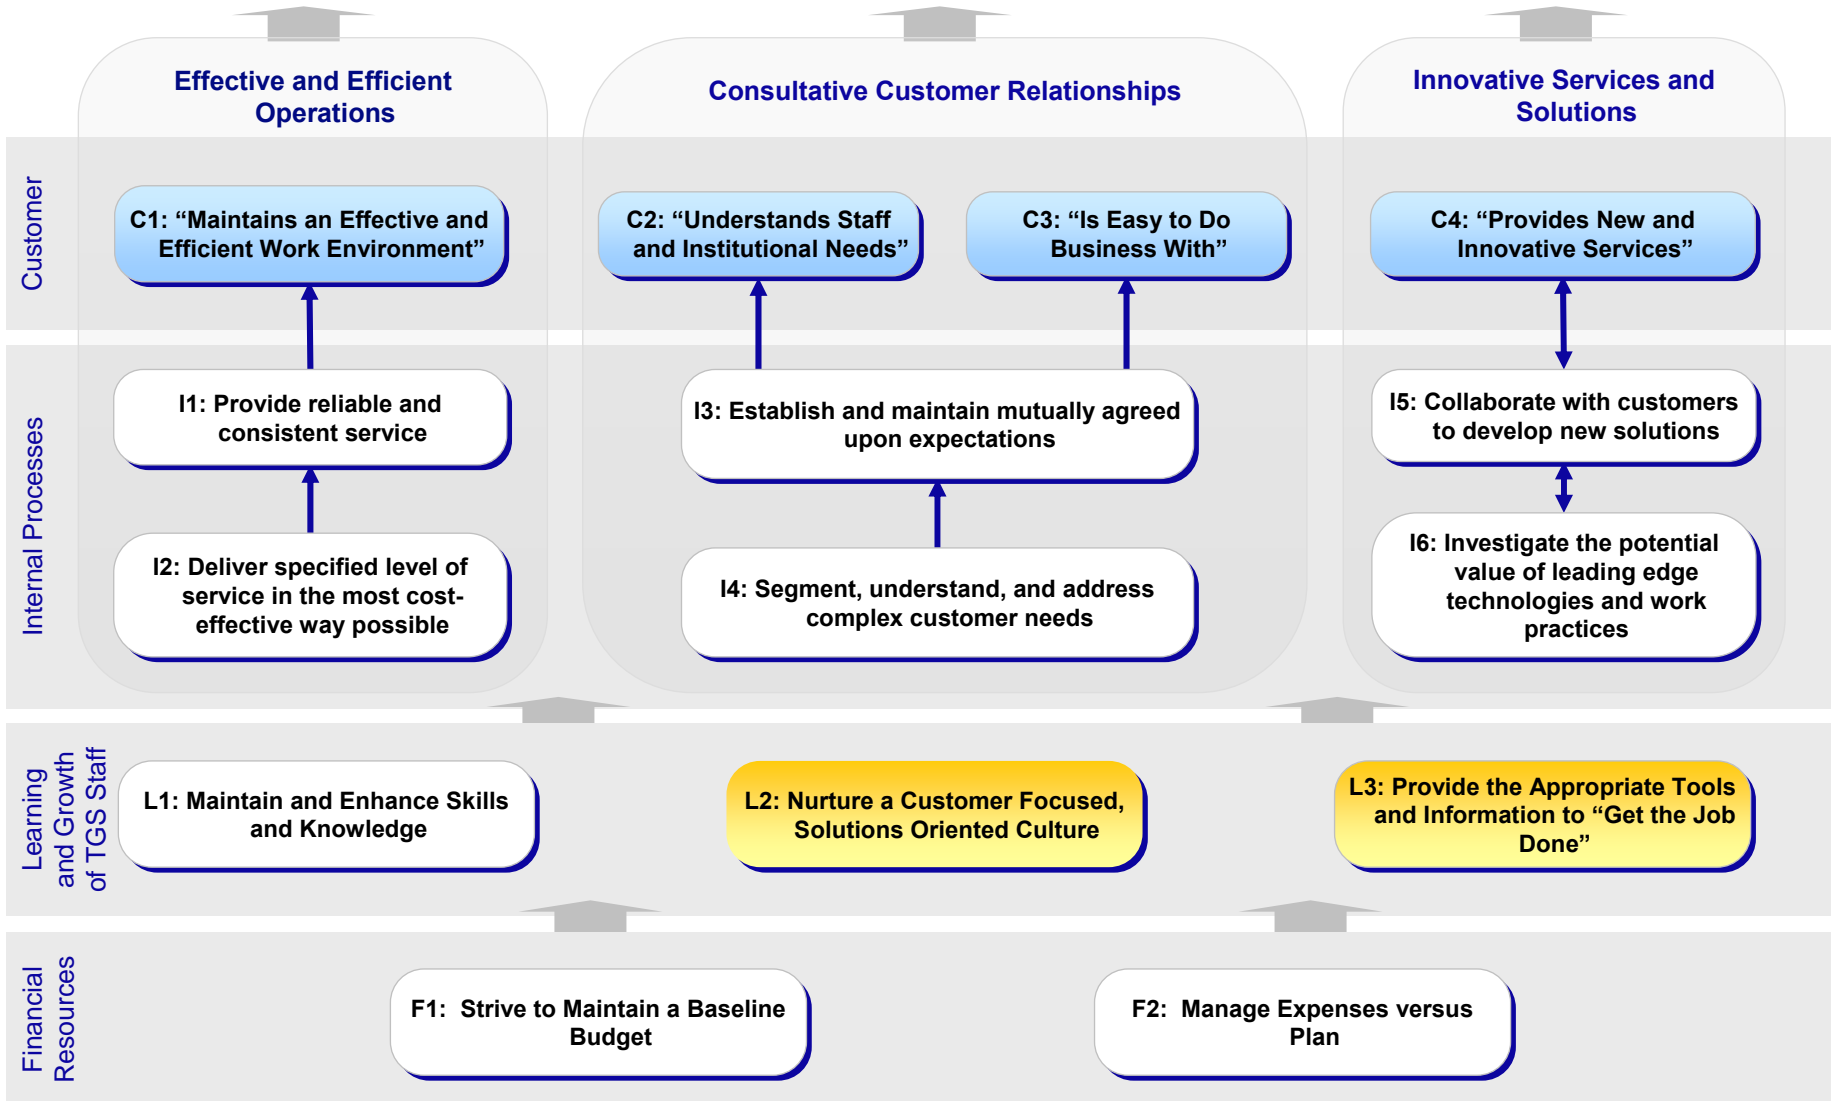 Effective and Efficient
Operations
Consultative Customer Relationships
Innovative Services and
Solutions
Customer
C1: “Maintains an Effective and
Efficient Work Environment”
C2: “Understands Staff
and Institutional Needs”
C3: “Is Easy to Do
Business With”
C4: “Provides New and
Innovative Services”
Internal Processes
I1: Provide reliable and
consistent service
I3: Establish and maintain mutually agreed
upon expectations
I5: Collaborate with customers
to develop new solutions
I2: Deliver specified level of
service in the most cost-
effective way possible
I4: Segment, understand, and address
complex customer needs
I6: Investigate the potential
value of leading edge
technologies and work
practices
Learning
and Growth
of TGS Staff
L1: Maintain and Enhance Skills
and Knowledge
L2: Nurture a Customer Focused,
Solutions Oriented Culture
L3: Provide the Appropriate Tools
and Information to “Get the Job
Done”
Financial
Resources
F1:  Strive to Maintain a Baseline
Budget
F2:  Manage Expenses versus
Plan